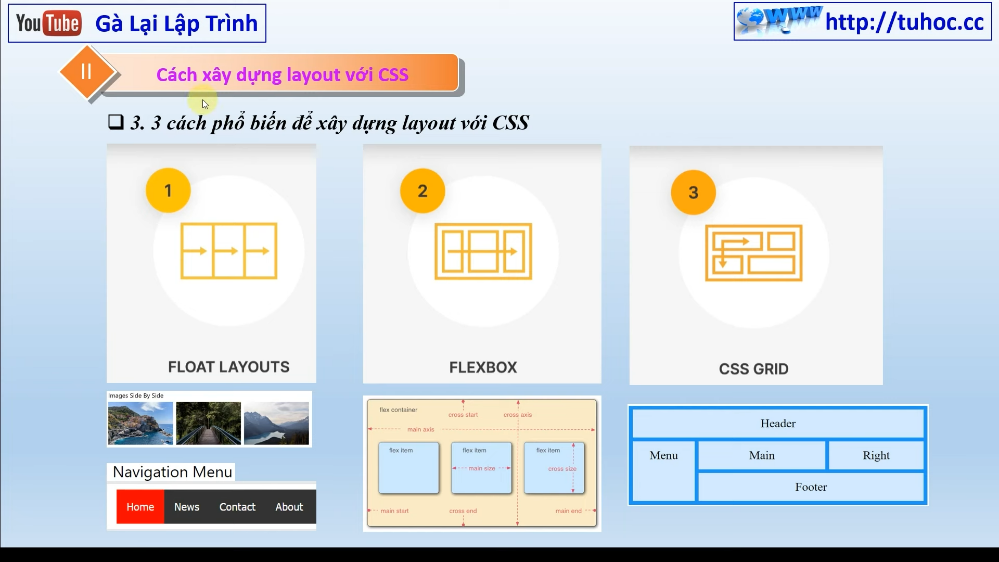 YouTube Gà Lại Lập Trình
www http://tuhoc.cc
II Cách xây dựng layout với CSS
3. 3 cách phổ biến để xây dựng layout với CSS
1
2
3
FLOAT LAYOUTS
FLEXBOX
CSS GRID
Images Side By Side
Navigation Menu
Home News Contact About
flex container
cross start
cross axis
main axis
flex item
flex item
flex item
main size
cross size
main start
cross end
main end
Header
Menu
Main
Right
Footer